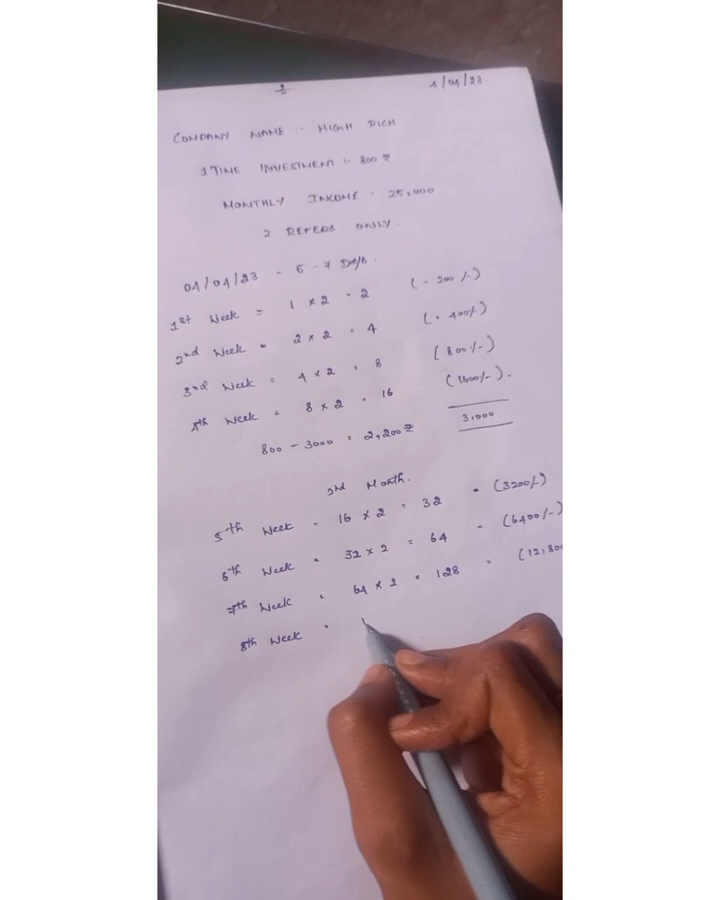 1/04/23
COMPANY NAME :- HIGH RICH
1 TIME INVESTMENT :- 800 ₹
MONTHLY INCOME - 25,000
2 REFERS ONLY.
01/04/23 - 5-7 Days.
1st Week = 1 × 2 = 2 (= 200/-)
2nd Week = 2 × 2 = 4 (= 400/-)
3rd Week = 4 × 2 = 8 (800/-)
4th Week = 8 × 2 = 16 (1600/-).
800 - 3000 = 2,200 ₹ 3,000
2nd Month.
5th Week = 16 × 2 = 32 = (3200/-)
6th Week = 32 × 2 = 64 = (6400/-)
7th Week = 64 × 2 = 128 = (12,800
8th Week =